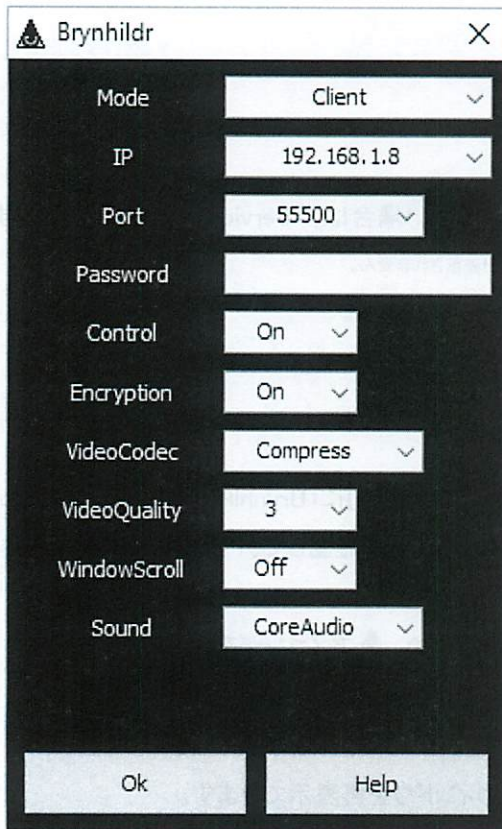 Brynhildr
Mode Client
IP 192.168.1.8
Port 55500
Password
Control On
Encryption On
VideoCodec Compress
VideoQuality 3
WindowScroll Off
Sound CoreAudio
Ok Help